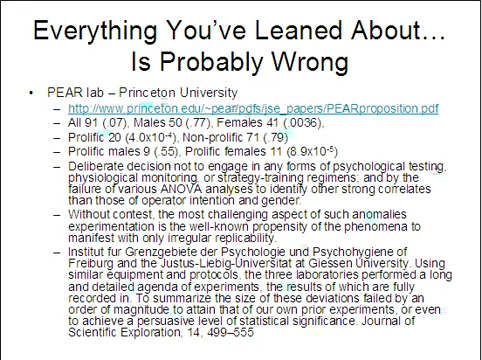 Everything You've Leaned About…
Is Probably Wrong
• PEAR lab – Princeton University
– http://www.princeton.edu/~pear/pdfs/jse_papers/PEARproposition.pdf
– All 91 (.07), Males 50 (.77), Females 41 (.0036),
– Prolific 20 (4.0x10-4), Non-prolific 71 (.79)
– Prolific males 9 (.55), Prolific females 11 (8.9x10-5)
– Deliberate decision not to engage in any forms of psychological testing,
physiological monitoring, or strategy-training regimens; and by the
failure of various ANOVA analyses to identify other strong correlates
than those of operator intention and gender.
– Without contest, the most challenging aspect of such anomalies
experimentation is the well-known propensity of the phenomena to
manifest with only irregular replicability.
– Institut fur Grenzgebiete der Psychologie und Psychohygiene of
Freiburg and the Justus-Liebig-Universitat at Giessen University. Using
similar equipment and protocols, the three laboratories performed a long
and detailed agenda of experiments, the results of which are fully
recorded in. To summarize the size of these deviations failed by an
order of magnitude to attain that of our own prior experiments, or even
to achieve a persuasive level of statistical significance. Journal of
Scientific Exploration, 14, 499–555